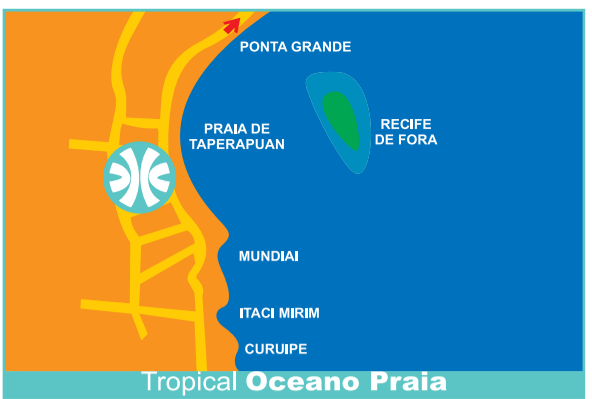 PONTA GRANDE
PRAIA DE
TAPERAPUAN
RECIFE
DE FORA
MUNDIAI
ITACI MIRIM
CURUIPE
Tropical Oceano Praia